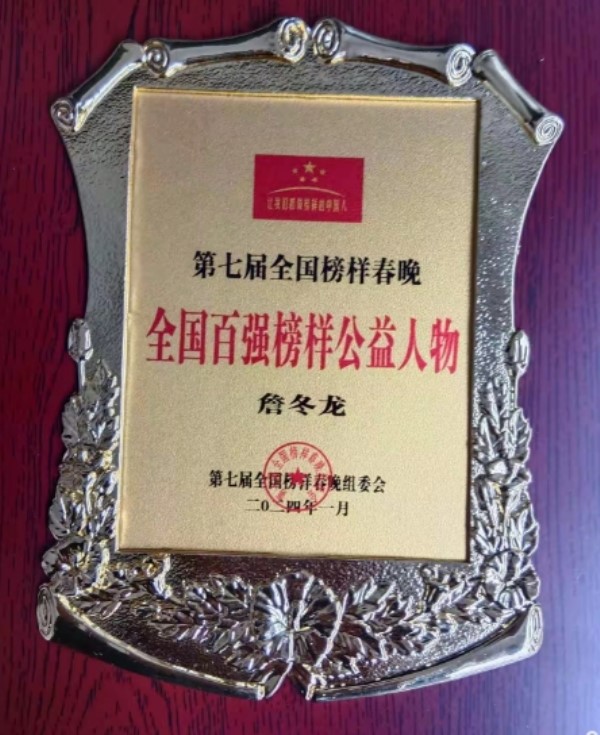 第七届全国榜样春晚
全国百强榜样公益人物
詹冬龙
第七届全国榜样春晚组委会
二〇二四年一月